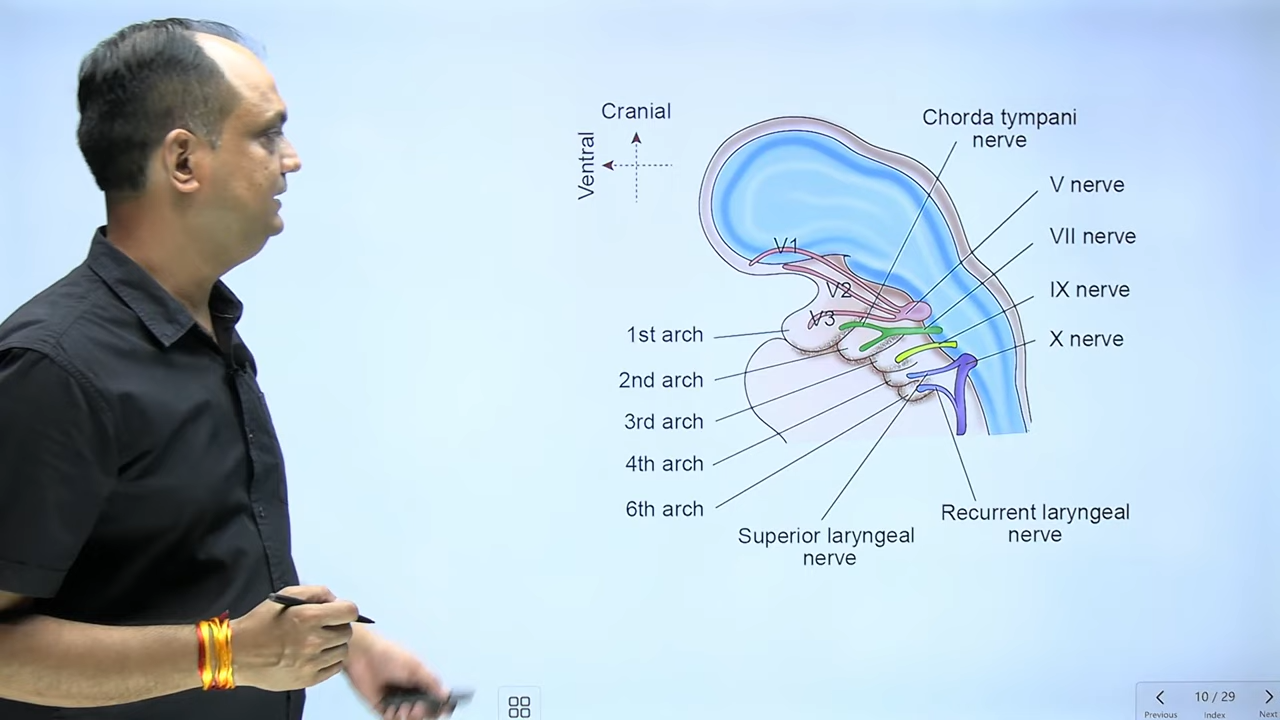 Cranial
Ventral
Chorda tympani
nerve
V nerve
VII nerve
IX nerve
X nerve
V1
V2
V3
1st arch
2nd arch
3rd arch
4th arch
6th arch
Superior laryngeal
nerve
Recurrent laryngeal
nerve
10 / 29
Previous
Index
Next